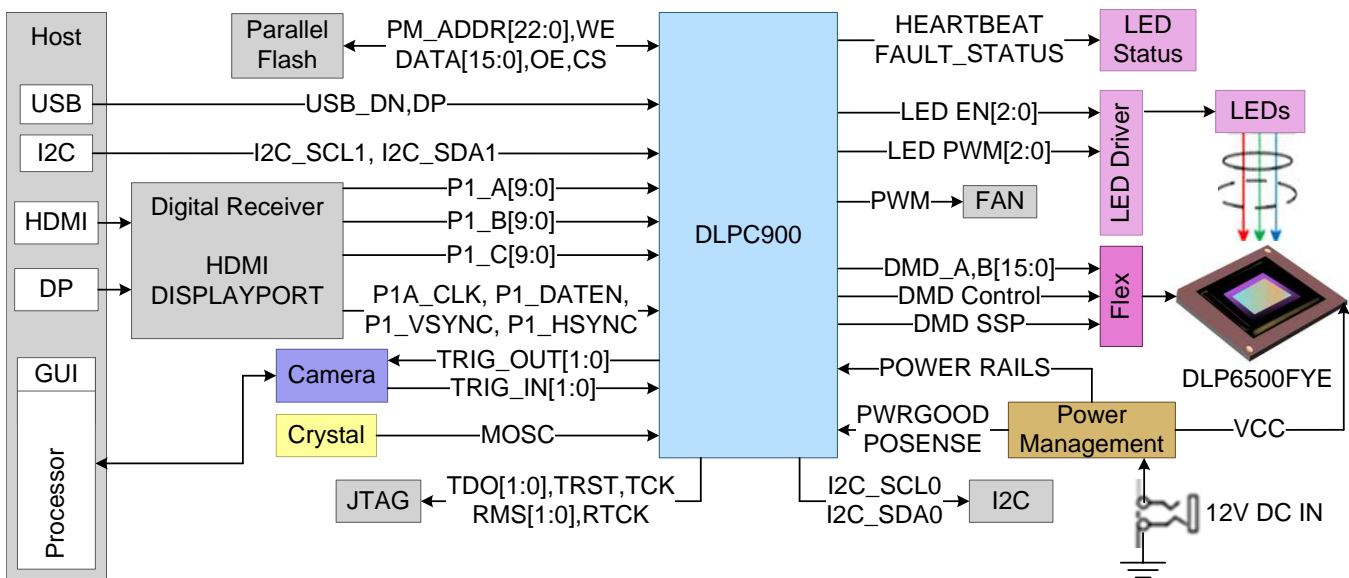 Host
USB
I2C
HDMI
DP
GUI
Processor
Parallel
Flash
PM_ADDR[22:0],WE
DATA[15:0],OE,CS
USB_DN,DP
I2C_SCL1, I2C_SDA1
Digital Receiver
HDMI
DISPLAYPORT
P1_A[9:0]
P1_B[9:0]
P1_C[9:0]
P1A_CLK, P1_DATEN,
P1_VSYNC, P1_HSYNC
Camera
TRIG_OUT[1:0]
TRIG_IN[1:0]
Crystal
MOSC
JTAG
TDO[1:0],TRST,TCK
RMS[1:0],RTCK
DLPC900
HEARTBEAT
FAULT_STATUS
LED
Status
LED EN[2:0]
LED PWM[2:0]
LED Driver
LEDs
PWM
FAN
DMD_A,B[15:0]
DMD Control
DMD SSP
Flex
DLP6500FYE
POWER RAILS
PWRGOOD
POSENSE
Power
Management
VCC
I2C_SCL0
I2C_SDA0
I2C
12V DC IN